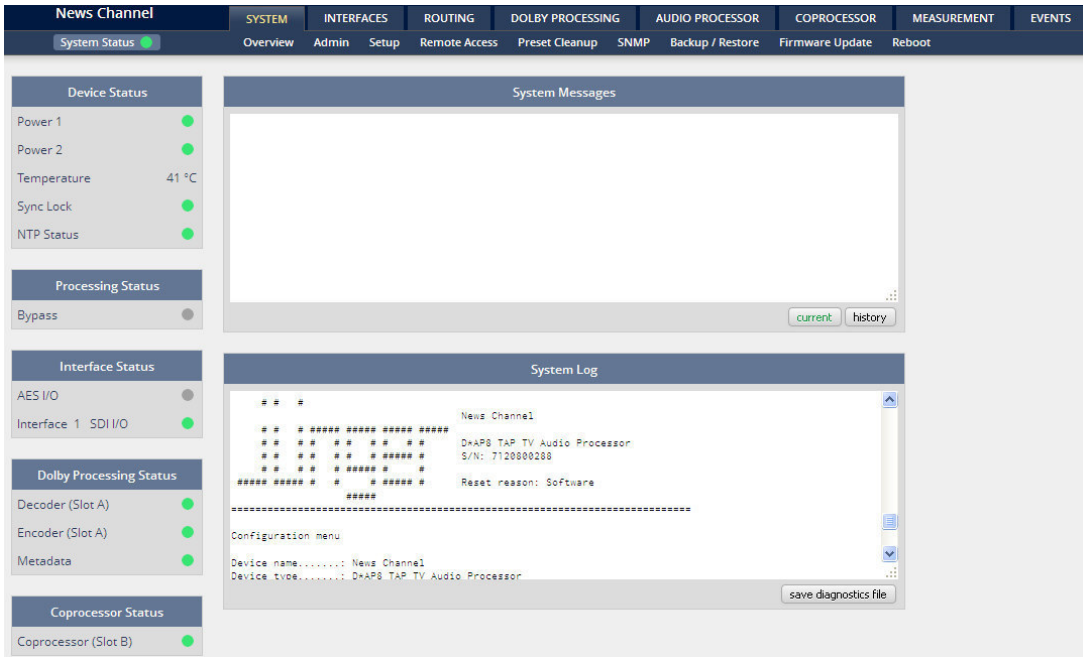 News Channel
System Status
SYSTEM INTERFACES ROUTING DOLBY PROCESSING AUDIO PROCESSOR COPROCESSOR MEASUREMENT EVENTS
Overview Admin Setup Remote Access Preset Cleanup SNMP Backup / Restore Firmware Update Reboot
Device Status
Power 1
Power 2
Temperature 41 °C
Sync Lock
NTP Status
Processing Status
Bypass
Interface Status
AES I/O
Interface 1 SDI I/O
Dolby Processing Status
Decoder (Slot A)
Encoder (Slot A)
Metadata
Coprocessor Status
Coprocessor (Slot B)
System Messages
current history
System Log
# # #
News Channel
# # # ##### ##### ##### #####
# # # # # # # # # # D*AP8 TAP TV Audio Processor
# # # # # # # ##### # S/N: 7120800288
# # # # # ##### # #
##### ##### # # # ##### # Reset reason: Software
#####
===============================================================================
Configuration menu
Device name.......: News Channel
Device type.......: D*AP8 TAP TV Audio Processor
save diagnostics file